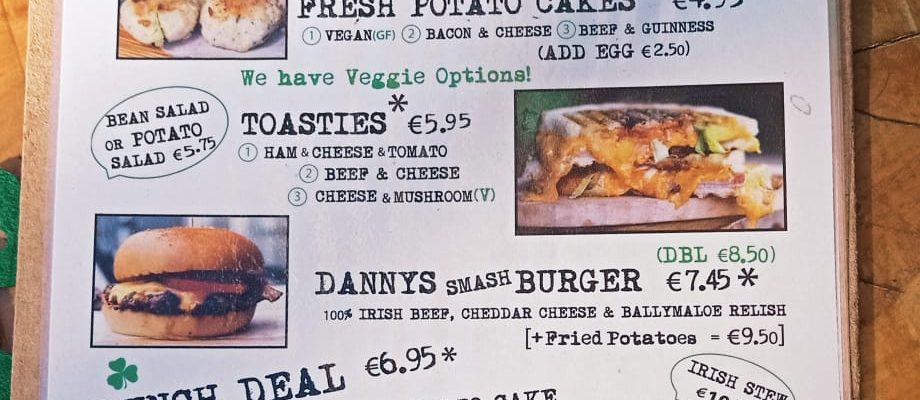 FRESH POTATO CAKES €4.95
① VEGAN(GF) ② BACON & CHEESE ③ BEEF & GUINNESS
(ADD EGG €2.50)
We have Veggie Options!
BEAN SALAD
OR POTATO
SALAD €5.75
TOASTIES* €5.95
① HAM & CHEESE & TOMATO
② BEEF & CHEESE
③ CHEESE & MUSHROOM(V)
(DBL €8.50)
DANNYS SMASH BURGER €7.45*
100% IRISH BEEF, CHEDDAR CHEESE & BALLYMALOE RELISH
[+Fried Potatoes = €9.50]
DEAL €6.95*
CAKE
IRISH STEW